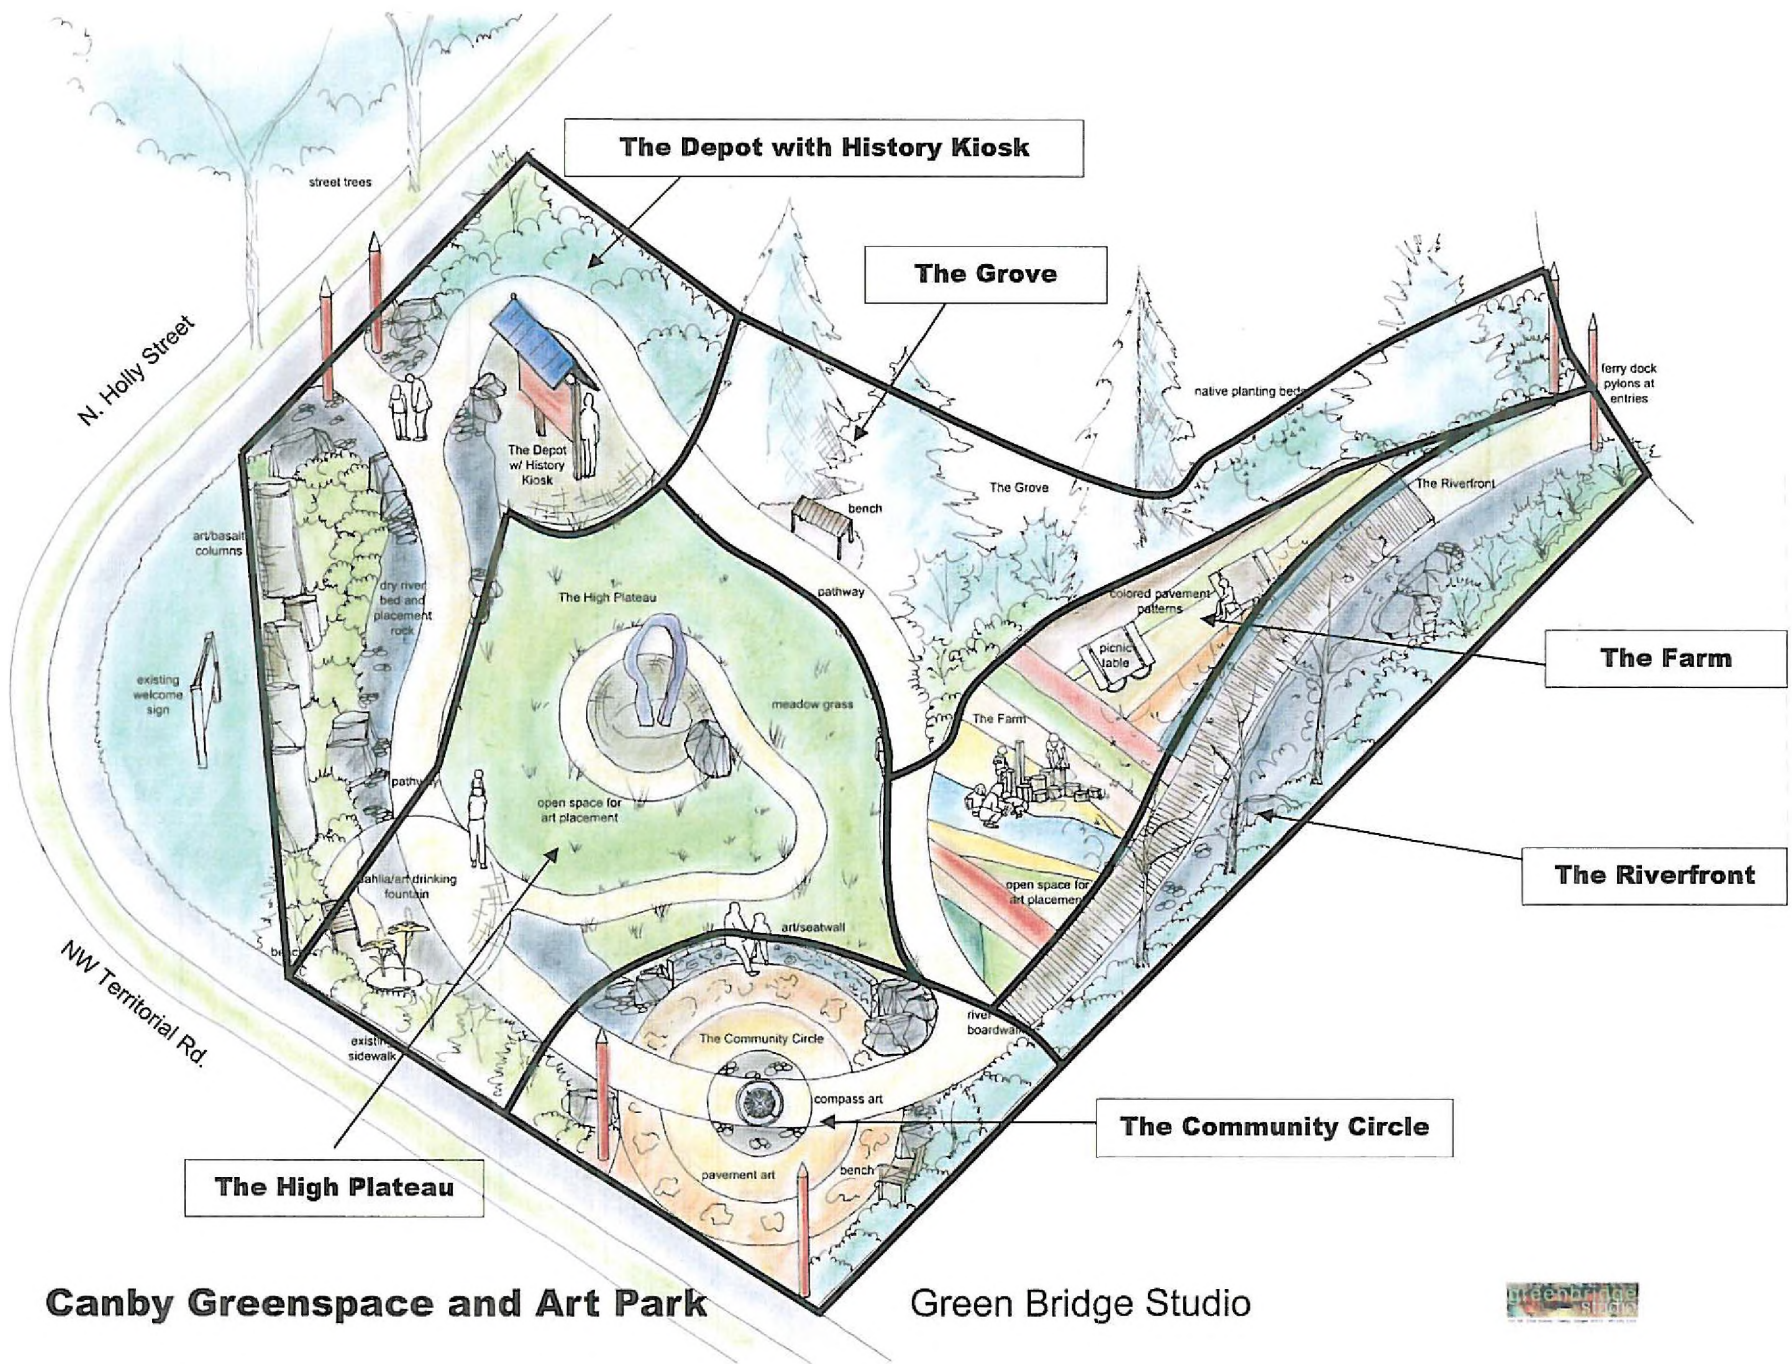 The Depot with History Kiosk
street trees
The Grove
N. Holly Street
native planting beds
ferry dock
pylons at
entries
The Depot
w/ History
Kiosk
The Grove
The Riverfront
bench
art/basalt
columns
dry river
bed and
placement
rock
The High Plateau
pathway
colored pavement
patterns
picnic
table
The Farm
existing
welcome
sign
meadow grass
The Farm
pathway
open space for
art placement
The Riverfront
dahlia/art drinking
fountain
open space for
art placement
art/seatwall
bench
NW Territorial Rd.
river
boardwalk
existing
sidewalk
The Community Circle
compass art
The Community Circle
pavement art
bench
The High Plateau
Canby Greenspace and Art Park
Green Bridge Studio
greenbridge
studio